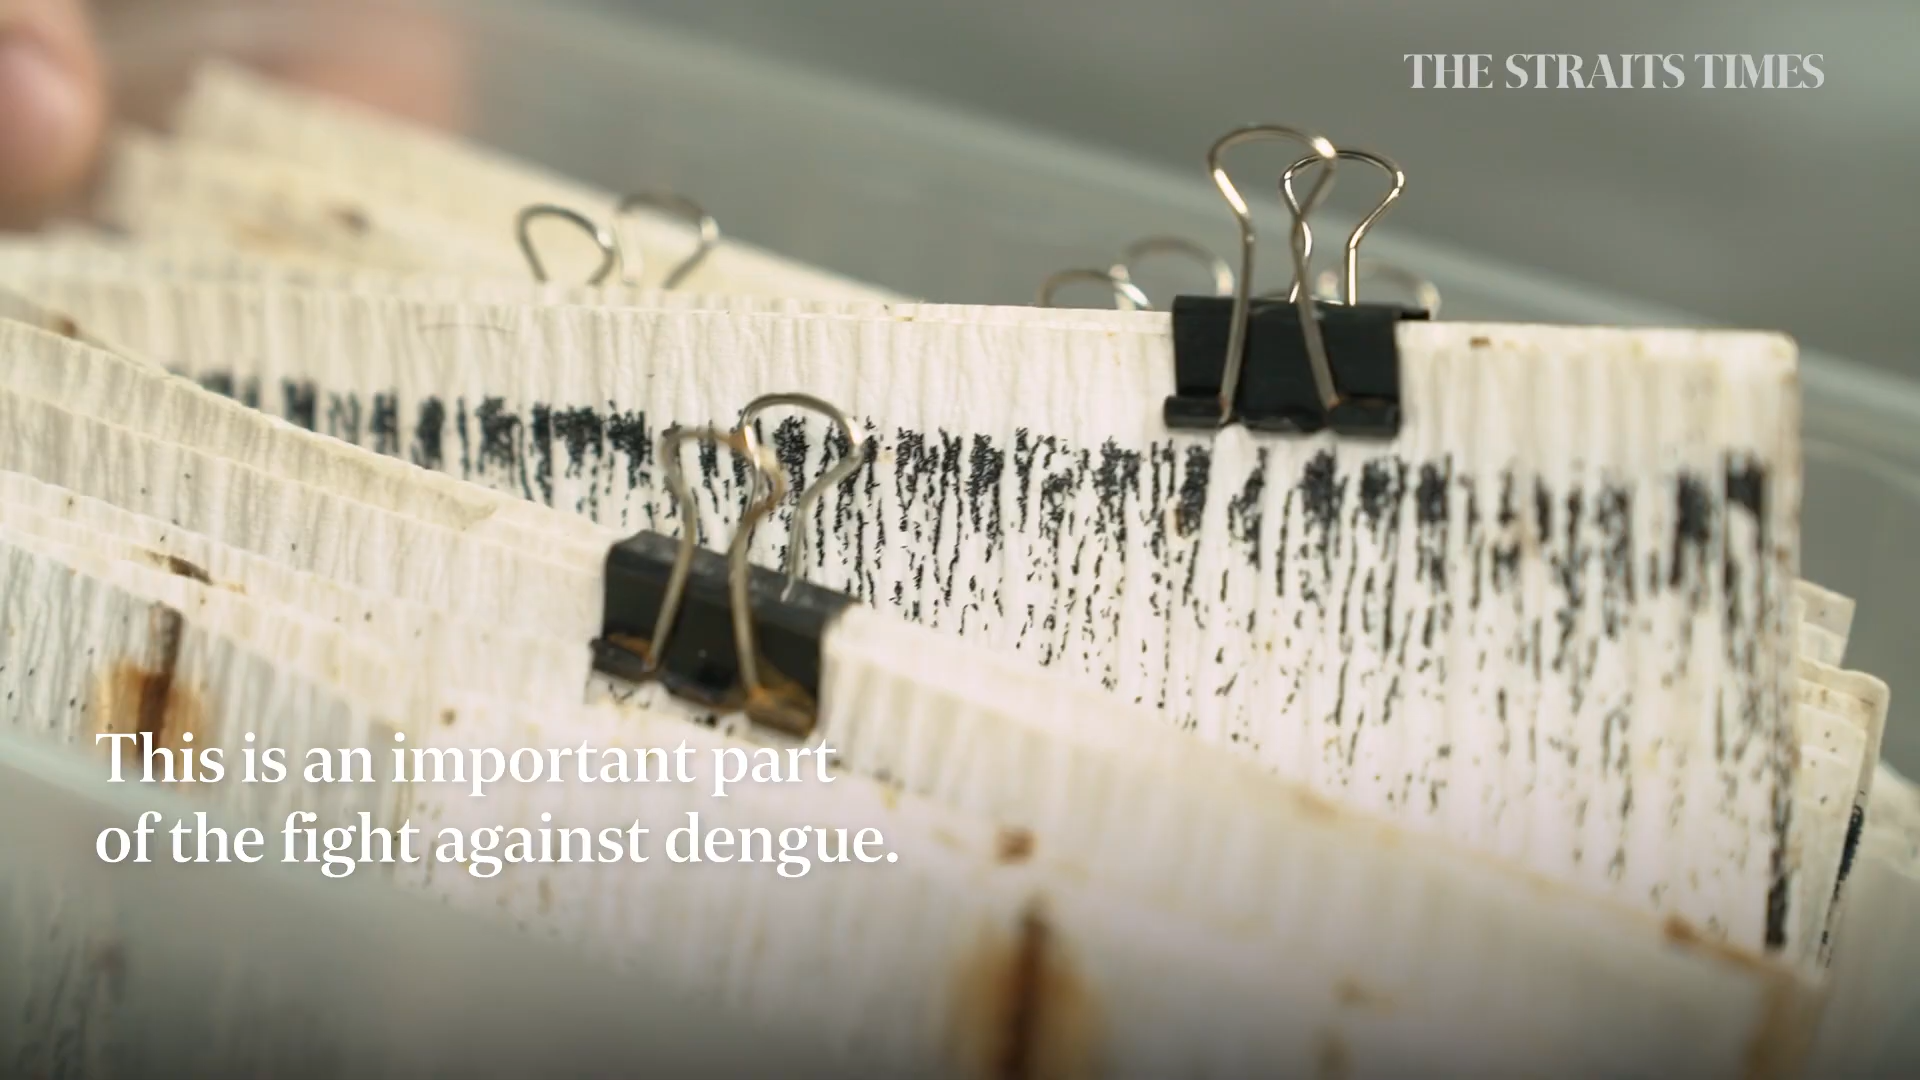 THE STRAITS TIMES
This is an important part
of the fight against dengue.